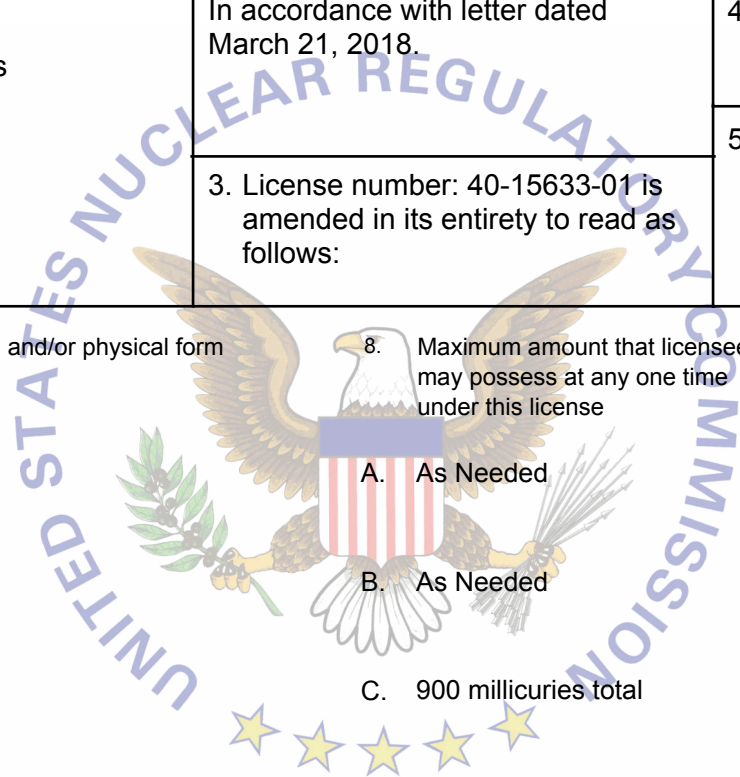 In accordance with letter dated
March 21, 2018.
4
s
5
3. License number: 40-15633-01 is
amended in its entirety to read as
follows:
and/or physical form
8. Maximum amount that licensee
may possess at any one time
under this license
A. As Needed
B. As Needed
C. 900 millicuries total
UNITED STATES NUCLEAR REGULATORY COMMISSION